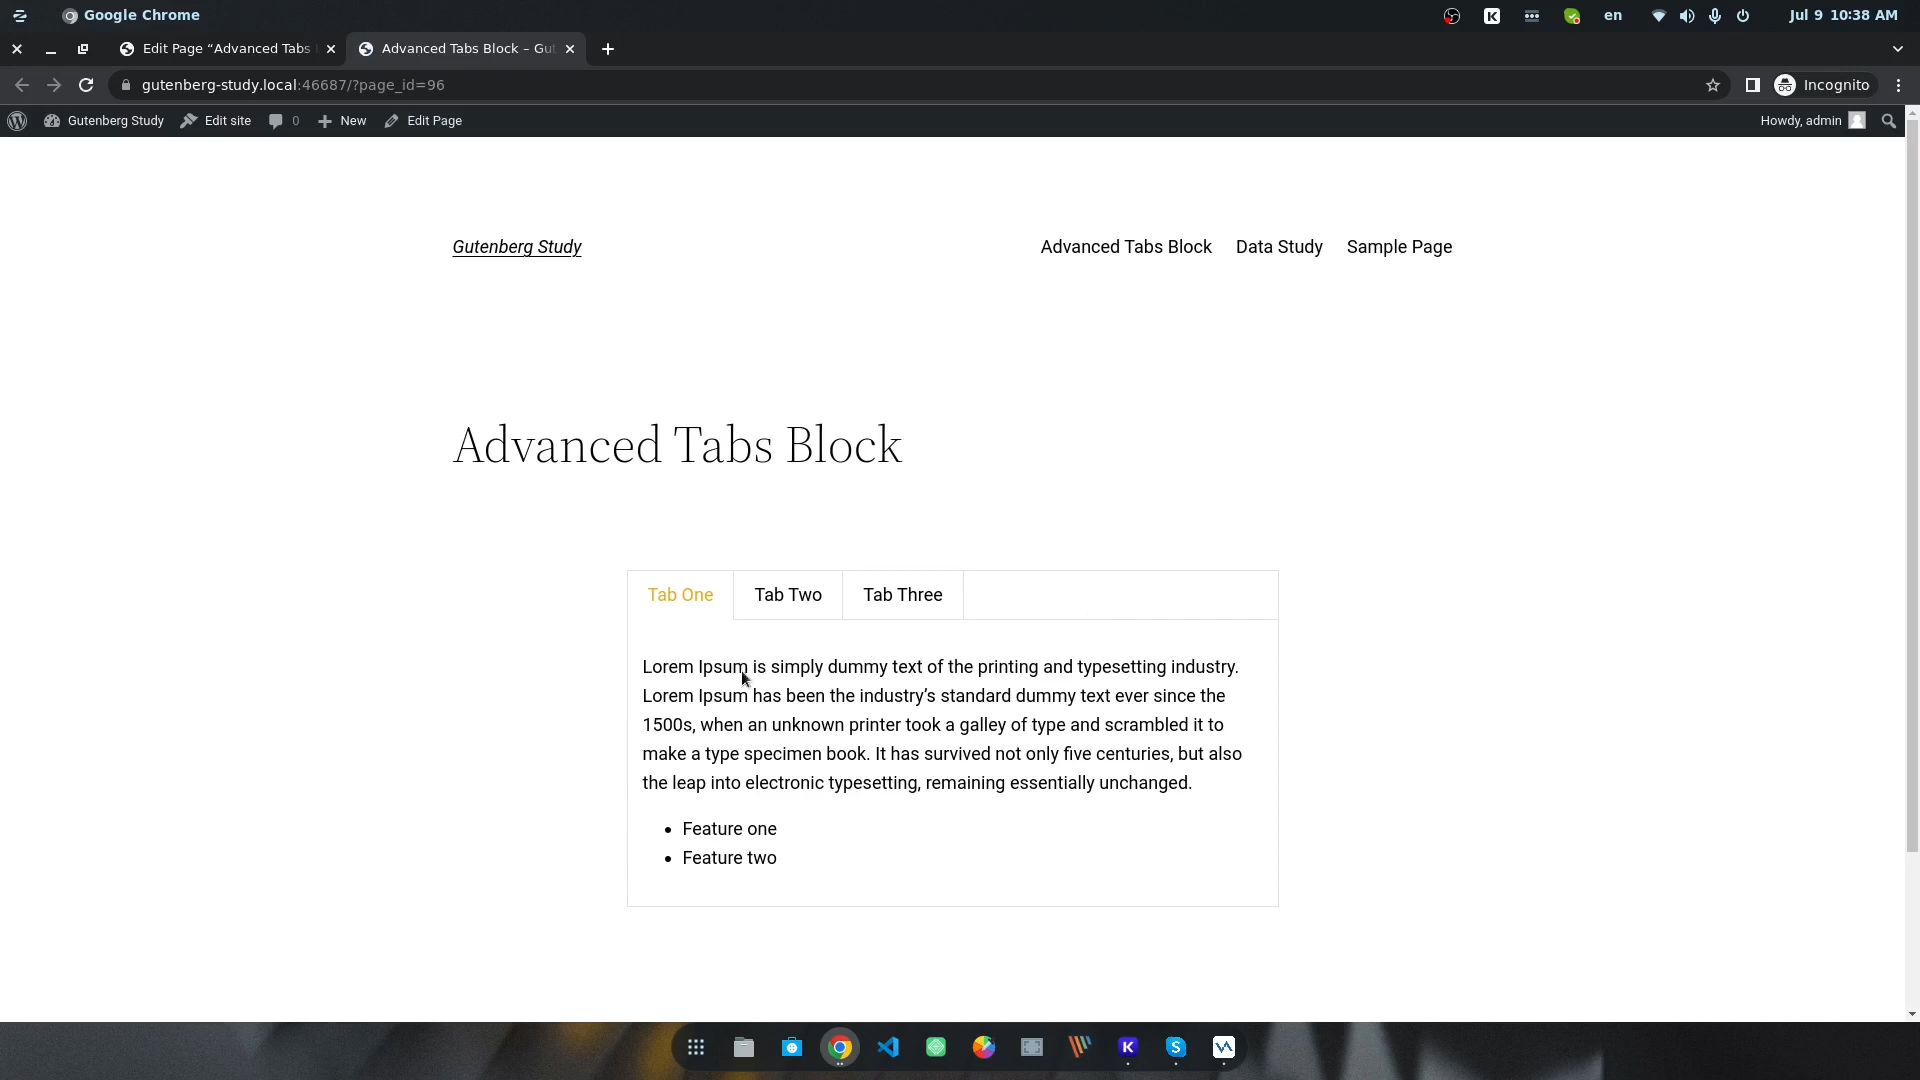 Google Chrome
en
Jul 9 10:38 AM
Edit Page “Advanced Tabs
Advanced Tabs Block – Gut
gutenberg-study.local:46687/?page_id=96
Incognito
Gutenberg Study
Edit site
0
New
Edit Page
Howdy, admin
Gutenberg Study
Advanced Tabs Block
Data Study
Sample Page
Advanced Tabs Block
Tab One
Tab Two
Tab Three
Lorem Ipsum is simply dummy text of the printing and typesetting industry.
Lorem Ipsum has been the industry’s standard dummy text ever since the
1500s, when an unknown printer took a galley of type and scrambled it to
make a type specimen book. It has survived not only five centuries, but also
the leap into electronic typesetting, remaining essentially unchanged.
• Feature one
• Feature two